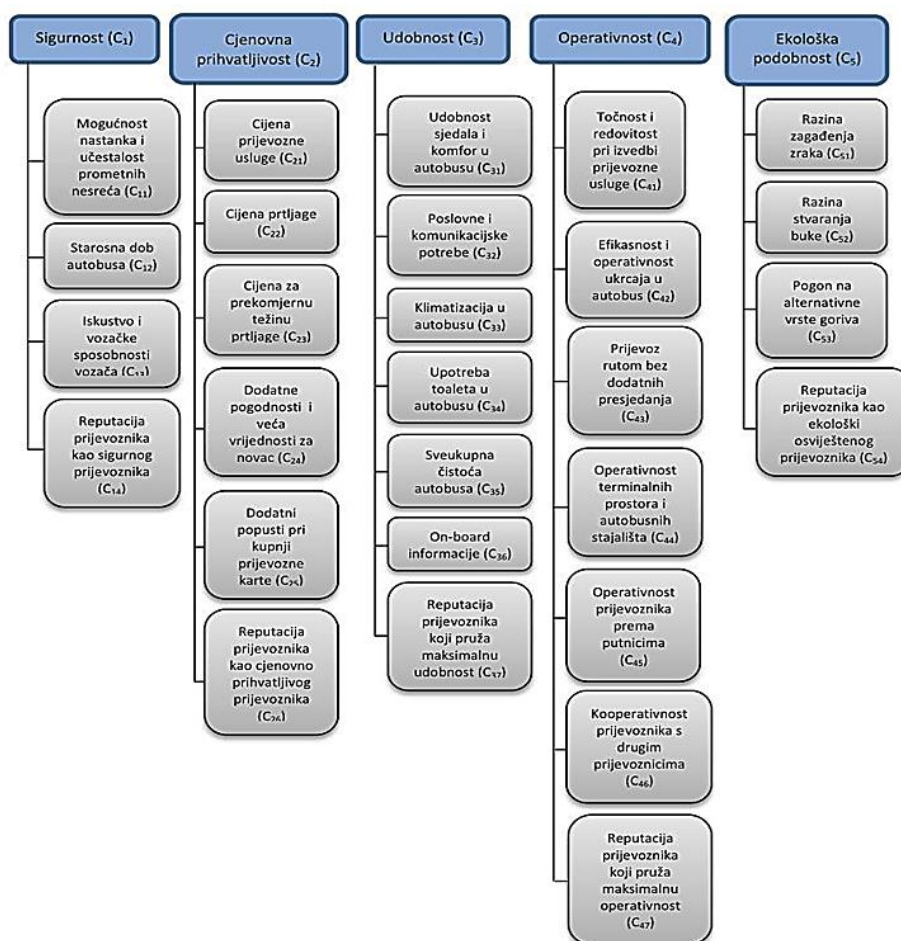 Sigurnost (C₁)
Mogućnost
nastanka i
učestalost
prometnih
nesreća (C₁₁)
Starosna dob
autobusa (C₁₂)
Iskustvo i
vozačke
sposobnosti
vozača (C₁₃)
Reputacija
prijevoznika
kao sigurnog
prijevoznika
(C₁₄)
Cjenovna
prihvatljivost (C₂)
Cijena
prijevozne
usluge (C₂₁)
Cijena prtljage
(C₂₂)
Cijena za
prekomjernu
težinu
prtljage (C₂₃)
Dodatne
pogodnosti i
veća
vrijednosti za
novac (C₂₄)
Dodatni
popusti pri
kupnji
prijevozne
karte (C₂₅)
Reputacija
prijevoznika
kao cjenovno
prihvatljivog
prijevoznika
(C₂₆)
Udobnost (C₃)
Udobnost
sjedala i
komfor u
autobusu (C₃₁)
Poslovne i
komunikacijske
potrebe (C₃₂)
Klimatizacija u
autobusu (C₃₃)
Upotreba
toaleta u
autobusu (C₃₄)
Sveukupna
čistoća
autobusa (C₃₅)
On-board
informacije (C₃₆)
Reputacija
prijevoznika
koji pruža
maksimalnu
udobnost (C₃₇)
Operativnost (C₄)
Točnost i
redovitost
pri izvedbi
prijevozne
usluge (C₄₁)
Efikasnost i
operativnost
ukrcaja u
autobus (C₄₂)
Prijevoz
rutom bez
dodatnih
presjedanja
(C₄₃)
Operativnost
terminalnih
prostora i
autobusnih
stajališta (C₄₄)
Operativnost
prijevoznika
prema
putnicima
(C₄₅)
Kooperativnost
prijevoznika s
drugim
prijevoznicima
(C₄₆)
Reputacija
prijevoznika
koji pruža
maksimalnu
operativnost
(C₄₇)
Ekološka
podobnost (C₅)
Razina
zagađenja
zraka (C₅₁)
Razina
stvaranja
buke (C₅₂)
Pogon na
alternativne
vrste goriva
(C₅₃)
Reputacija
prijevoznika kao
ekološki
osviještenog
prijevoznika (C₅₄)